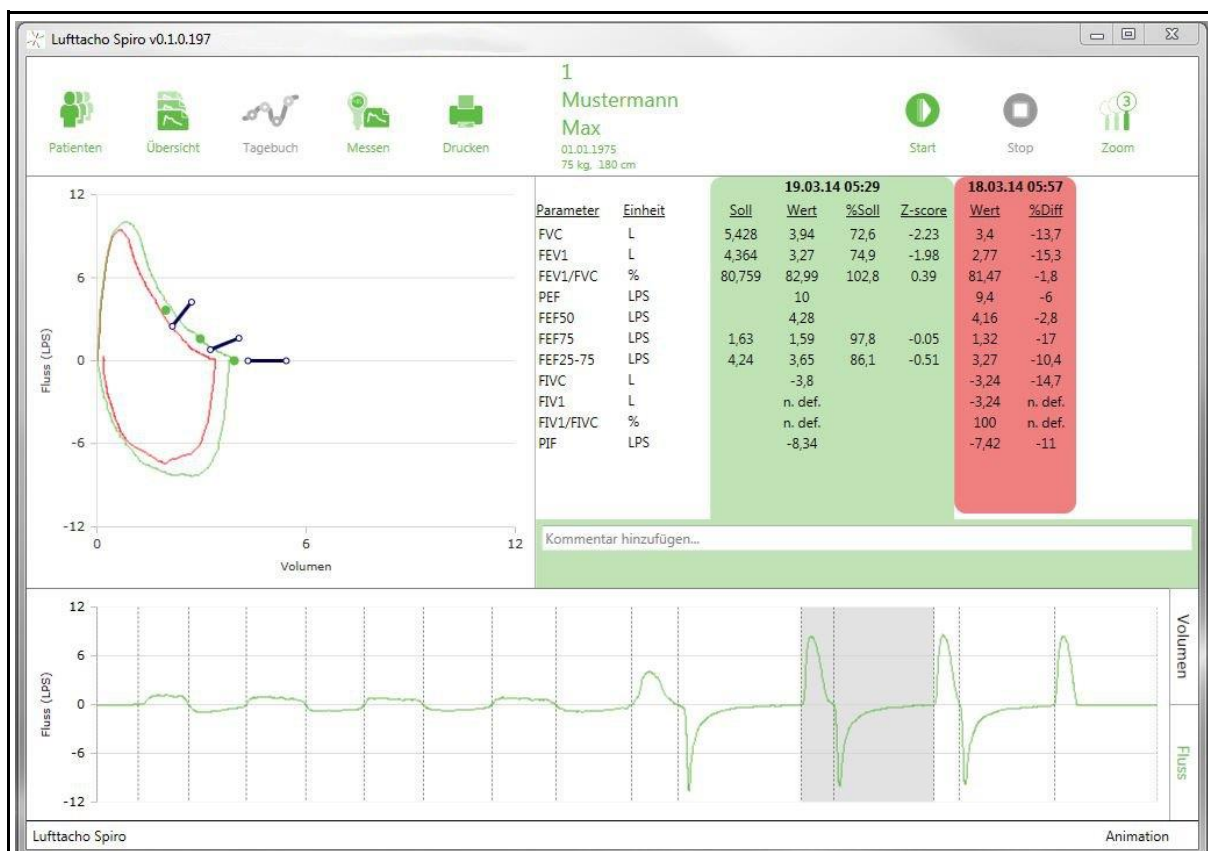 Lufttacho Spiro v0.1.0.197
Patienten Übersicht Tagebuch Messen Drucken
1
Mustermann
Max
01.01.1975
75 kg, 180 cm
Start Stop 3 Zoom
12
6
0
-6
-12
Fluss (LPS)
0 6 12
Volumen
19.03.14 05:29 18.03.14 05:57
Parameter Einheit Soll Wert %Soll Z-score Wert %Diff
FVC L 5,428 3,94 72,6 -2.23 3,4 -13,7
FEV1 L 4,364 3,27 74,9 -1.98 2,77 -15,3
FEV1/FVC % 80,759 82,99 102,8 0.39 81,47 -1,8
PEF LPS 10 9,4 -6
FEF50 LPS 4,28 4,16 -2,8
FEF75 LPS 1,63 1,59 97,8 -0.05 1,32 -17
FEF25-75 LPS 4,24 3,65 86,1 -0.51 3,27 -10,4
FIVC L -3,8 -3,24 -14,7
FIV1 L n. def. -3,24 n. def.
FIV1/FIVC % n. def. 100 n. def.
PIF LPS -8,34 -7,42 -11
Kommentar hinzufügen...
12
6
0
-6
-12
Fluss (LPS)
Volumen
Fluss
Lufttacho Spiro Animation